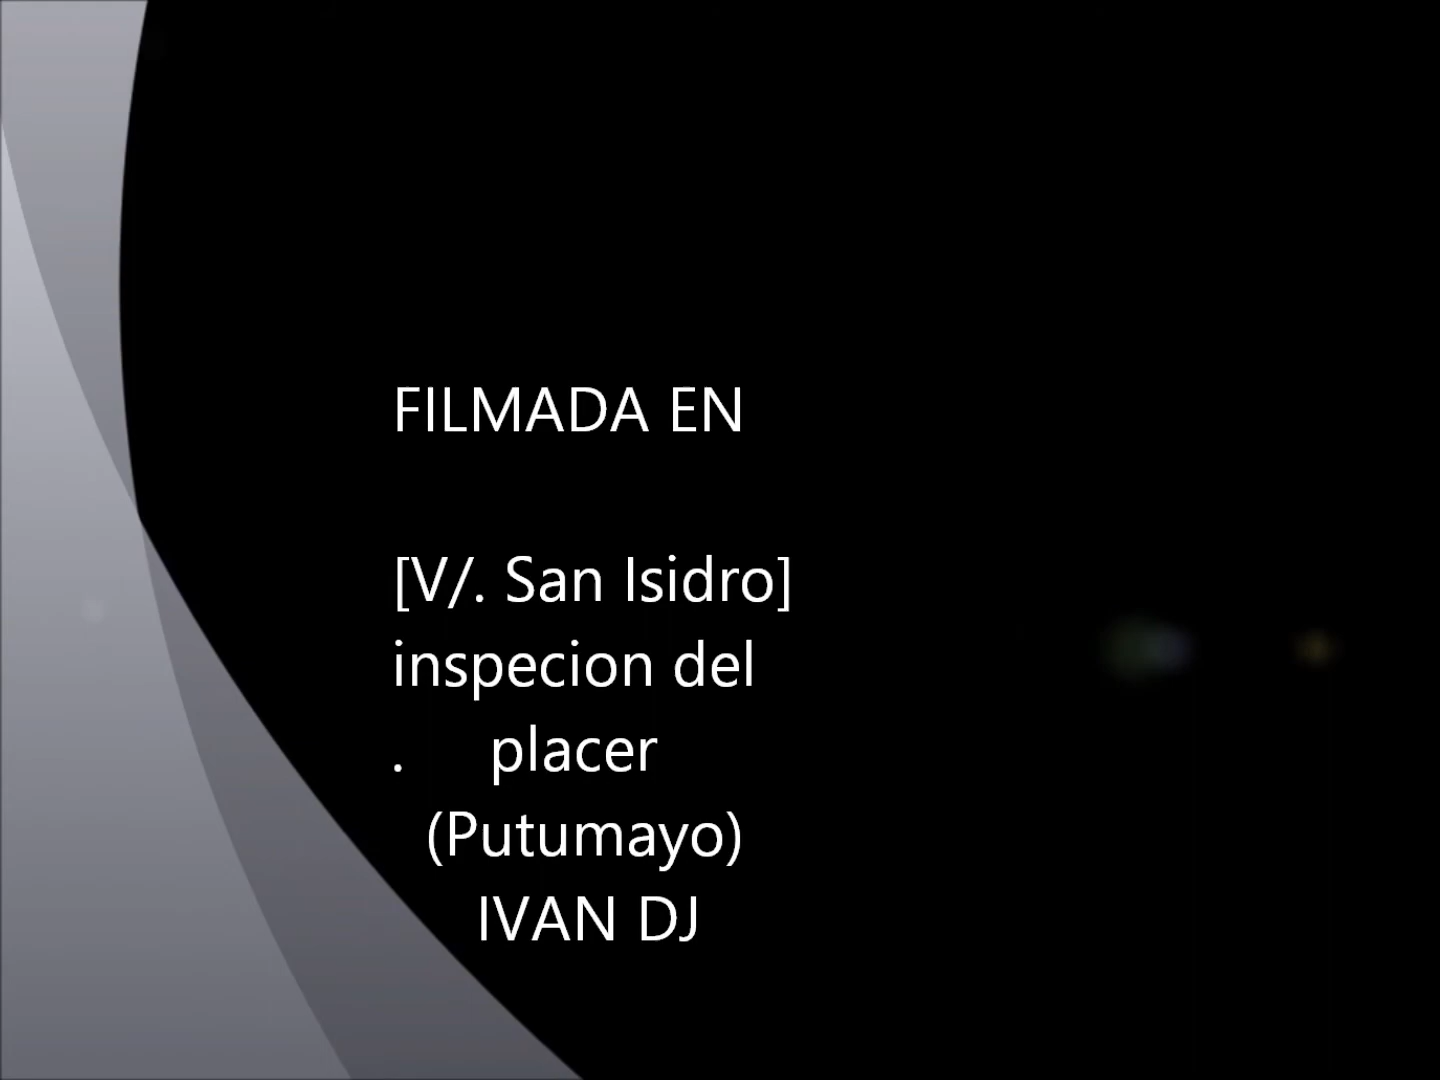 FILMADA EN
[V/. San Isidro]
inspecion del
. placer
(Putumayo)
IVAN DJ